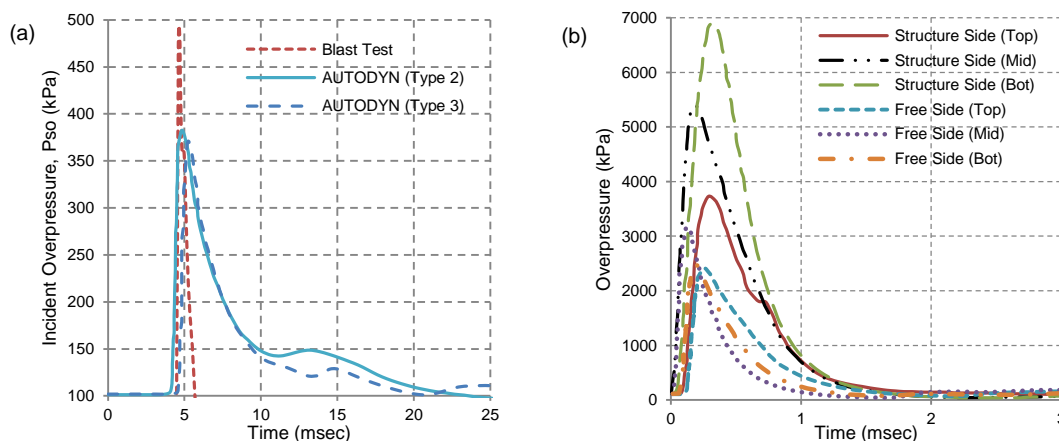 (a)
Incident Overpressure, Pso (kPa)
500
450
400
350
300
250
200
150
100
Blast Test
AUTODYN (Type 2)
AUTODYN (Type 3)
0
5
10
15
20
25
Time (msec)
(b)
Overpressure (kPa)
7000
6000
5000
4000
3000
2000
1000
0
Structure Side (Top)
Structure Side (Mid)
Structure Side (Bot)
Free Side (Top)
Free Side (Mid)
Free Side (Bot)
0
1
2
3
Time (msec)